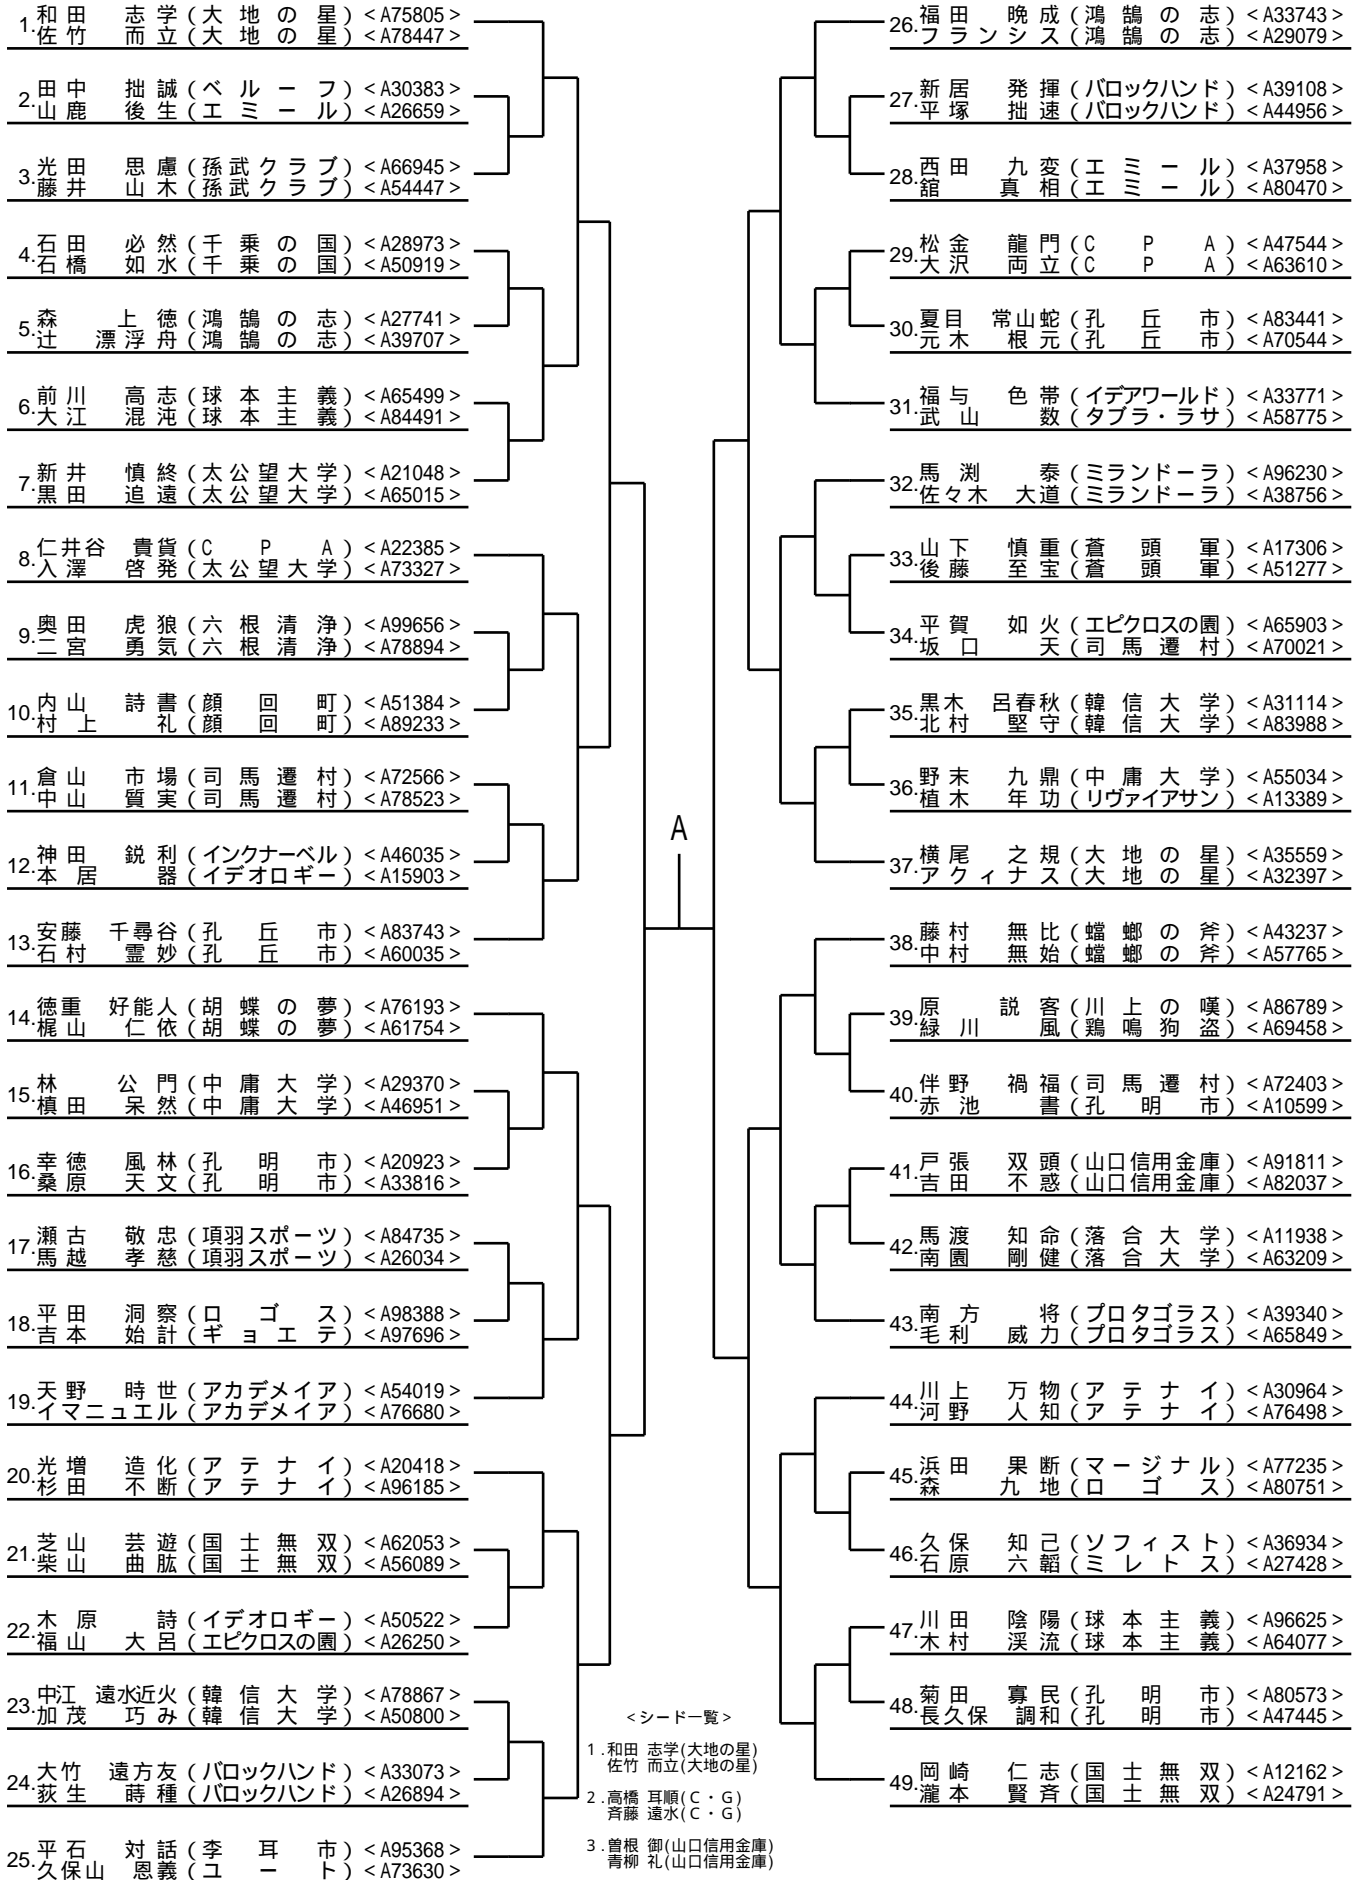 1.和田 志学(大地の星)<A75805>
佐竹 而立(大地の星)<A78447>
2.田中 拙誠(ベルーフ)<A30383>
山鹿 後生(エミール)<A26659>
3.光田 思慮(孫武クラブ)<A66945>
藤井 山木(孫武クラブ)<A54447>
4.石田 必然(千乗の国)<A28973>
石橋 如水(千乗の国)<A50919>
5.森 上徳(鴻鵠の志)<A27741>
辻 漂浮舟(鴻鵠の志)<A39707>
6.前川 高志(球本主義)<A65499>
大江 混沌(球本主義)<A84491>
7.新井 慎終(太公望大学)<A21048>
黒田 追遠(太公望大学)<A65015>
8.仁井谷 貴貨(CPA)<A22385>
入澤 啓発(太公望大学)<A73327>
9.奥田 虎狼(六根清浄)<A99656>
二宮 勇気(六根清浄)<A78894>
10.内山 詩書(顔回町)<A51384>
村上 礼(顔回町)<A89233>
11.倉山 市場(司馬遷村)<A72566>
中山 質実(司馬遷村)<A78523>
12.神田 鋭利(インクナーベル)<A46035>
本居 器(イデオロギー)<A15903>
13.安藤 千尋谷(孔丘市)<A83743>
石村 霊妙(孔丘市)<A60035>
14.徳重 好能人(胡蝶の夢)<A76193>
梶山 仁依(胡蝶の夢)<A61754>
15.林 公門(中庸大学)<A29370>
槙田 呆然(中庸大学)<A46951>
16.幸徳 風林(孔明市)<A20923>
桑原 天文(孔明市)<A33816>
17.瀬古 敬忠(項羽スポーツ)<A84735>
馬越 孝慈(項羽スポーツ)<A26034>
18.平田 洞察(ロゴス)<A98388>
吉本 始計(ギョエテ)<A97696>
19.天野 時世(アカデメイア)<A54019>
イマニュエル(アカデメイア)<A76680>
20.光増 造化(アテナイ)<A20418>
杉田 不断(アテナイ)<A96185>
21.芝山 芸遊(国士無双)<A62053>
柴山 曲肱(国士無双)<A56089>
22.木原 詩(イデオロギー)<A50522>
福山 大呂(エピクロスの園)<A26250>
23.中江 遠水近火(韓信大学)<A78867>
加茂 巧み(韓信大学)<A50800>
24.大竹 遠方友(バロックハンド)<A33073>
荻生 蒔種(バロックハンド)<A26894>
25.平石 対話(李耳市)<A95368>
久保山 恩義(ユート)<A73630>
A
<シード一覧>
1.和田 志学(大地の星)
佐竹 而立(大地の星)
2.高橋 耳順(C・G)
斉藤 遠水(C・G)
3.曽根 御(山口信用金庫)
青柳 礼(山口信用金庫)
26.福田 晩成(鴻鵠の志)<A33743>
フランシス(鴻鵠の志)<A29079>
27.新居 発揮(バロックハンド)<A39108>
平塚 拙速(バロックハンド)<A44956>
28.西田 九変(エミール)<A37958>
舘 真相(エミール)<A80470>
29.松金 龍門(CPA)<A47544>
大沢 両立(CPA)<A63610>
30.夏目 常山蛇(孔丘市)<A83441>
元木 根元(孔丘市)<A70544>
31.福与 色帯(イデアワールド)<A33771>
武山 数(タブラ・ラサ)<A58775>
32.馬渕 泰(ミランドーラ)<A96230>
佐々木 大道(ミランドーラ)<A38756>
33.山下 慎重(蒼頭軍)<A17306>
後藤 至宝(蒼頭軍)<A51277>
34.平賀 如火(エピクロスの園)<A65903>
坂口 天(司馬遷村)<A70021>
35.黒木 呂春秋(韓信大学)<A31114>
北村 堅守(韓信大学)<A83988>
36.野末 九鼎(中庸大学)<A55034>
植木 年功(リヴァイアサン)<A13389>
37.横尾 之規(大地の星)<A35559>
アクィナス(大地の星)<A32397>
38.藤村 無比(蟷螂の斧)<A43237>
中村 無始(蟷螂の斧)<A57765>
39.原 説客(川上の嘆)<A86789>
緑川 風(鶏鳴狗盗)<A69458>
40.伴野 禍福(司馬遷村)<A72403>
赤池 書(孔明市)<A10599>
41.戸張 双頭(山口信用金庫)<A91811>
吉田 不惑(山口信用金庫)<A82037>
42.馬渡 知命(落合大学)<A11938>
南園 剛健(落合大学)<A63209>
43.南方 将(プロタゴラス)<A39340>
毛利 威力(プロタゴラス)<A65849>
44.川上 万物(アテナイ)<A30964>
河野 人知(アテナイ)<A76498>
45.浜田 果断(マージナル)<A77235>
森 九地(ロゴス)<A80751>
46.久保 知己(ソフィスト)<A36934>
石原 六韜(ミレトス)<A27428>
47.川田 陰陽(球本主義)<A96625>
木村 渓流(球本主義)<A64077>
48.菊田 寡民(孔明市)<A80573>
長久保 調和(孔明市)<A47445>
49.岡崎 仁志(国士無双)<A12162>
瀧本 賢斉(国士無双)<A24791>